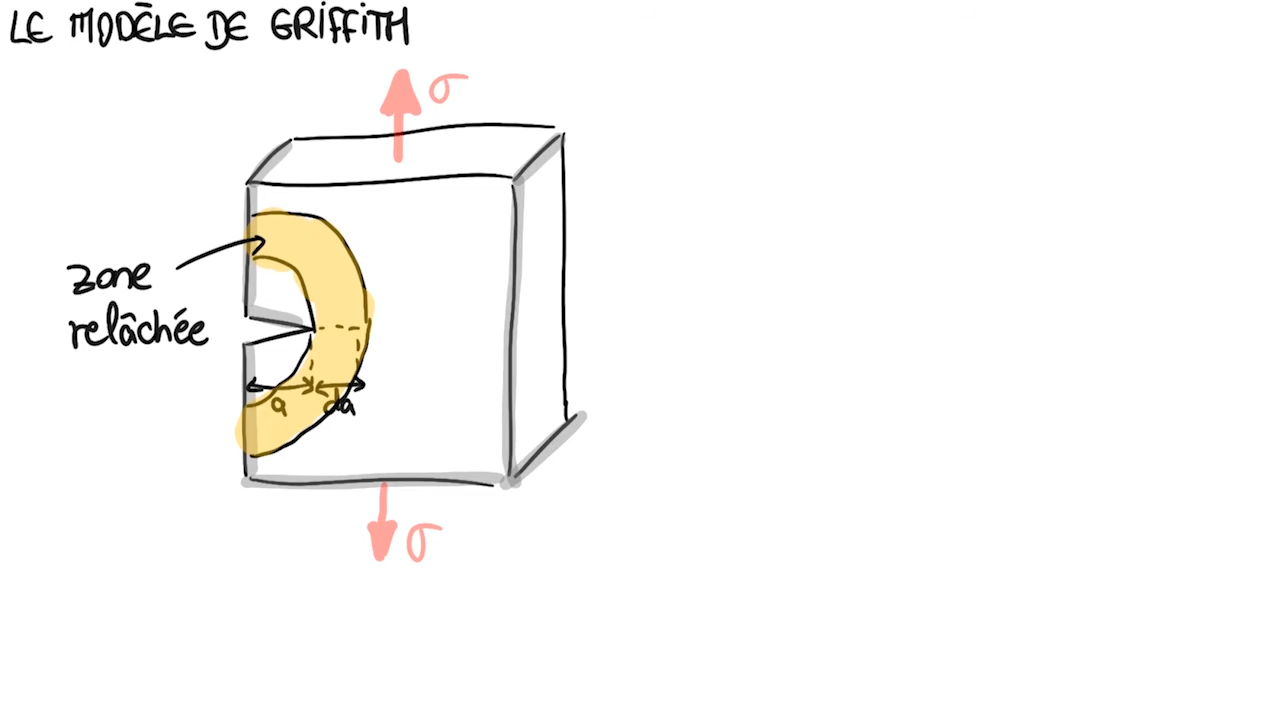 LE MODÈLE DE GRIFFITH
σ
zone
relâchée
a
da
σ